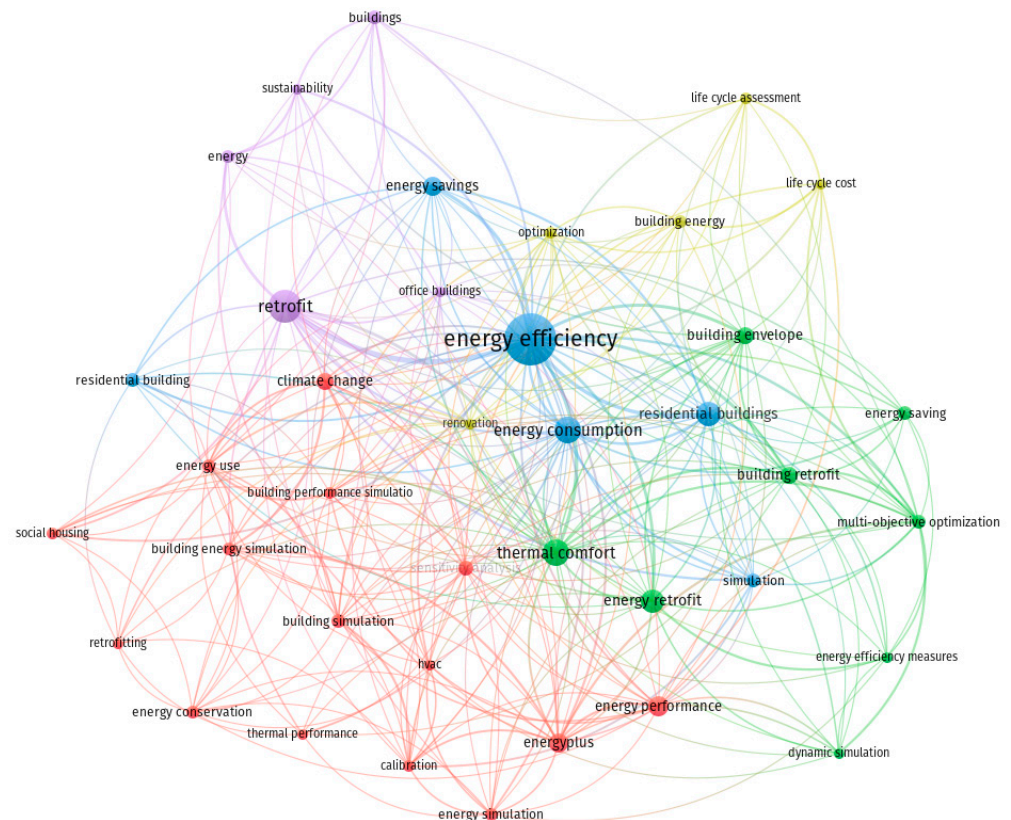 buildings
sustainability
life cycle assessment
energy
energy savings
life cycle cost
optimization
building energy
office buildings
retrofit
energy efficiency
building envelope
residential building
climate change
residential buildings
energy saving
renovation
energy consumption
energy use
building retrofit
building performance simulatio
social housing
multi-objective optimization
building energy simulation
thermal comfort
sensitivity analysis
simulation
energy retrofit
building simulation
retrofitting
hvac
energy efficiency measures
energy conservation
energy performance
thermal performance
energyplus
dynamic simulation
calibration
energy simulation